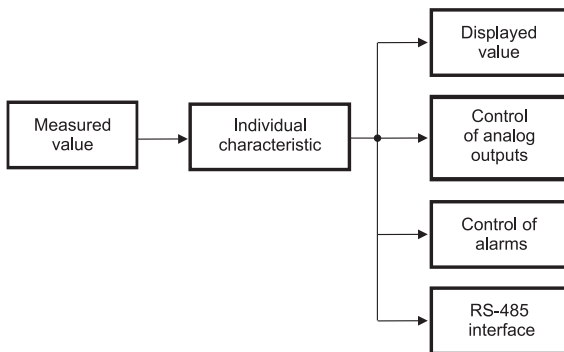 Measured
value
Individual
characteristic
Displayed
value
Control
of analog
outputs
Control of
alarms
RS-485
interface